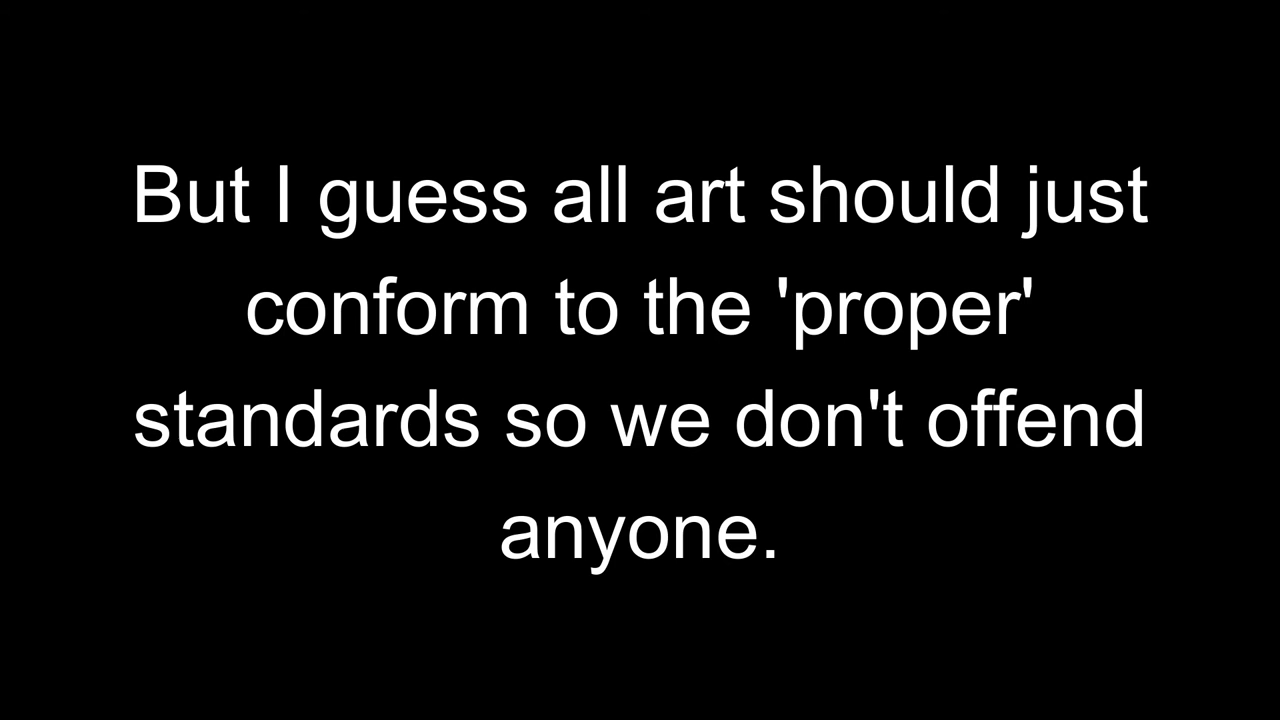 But I guess all art should just
conform to the 'proper'
standards so we don't offend
anyone.